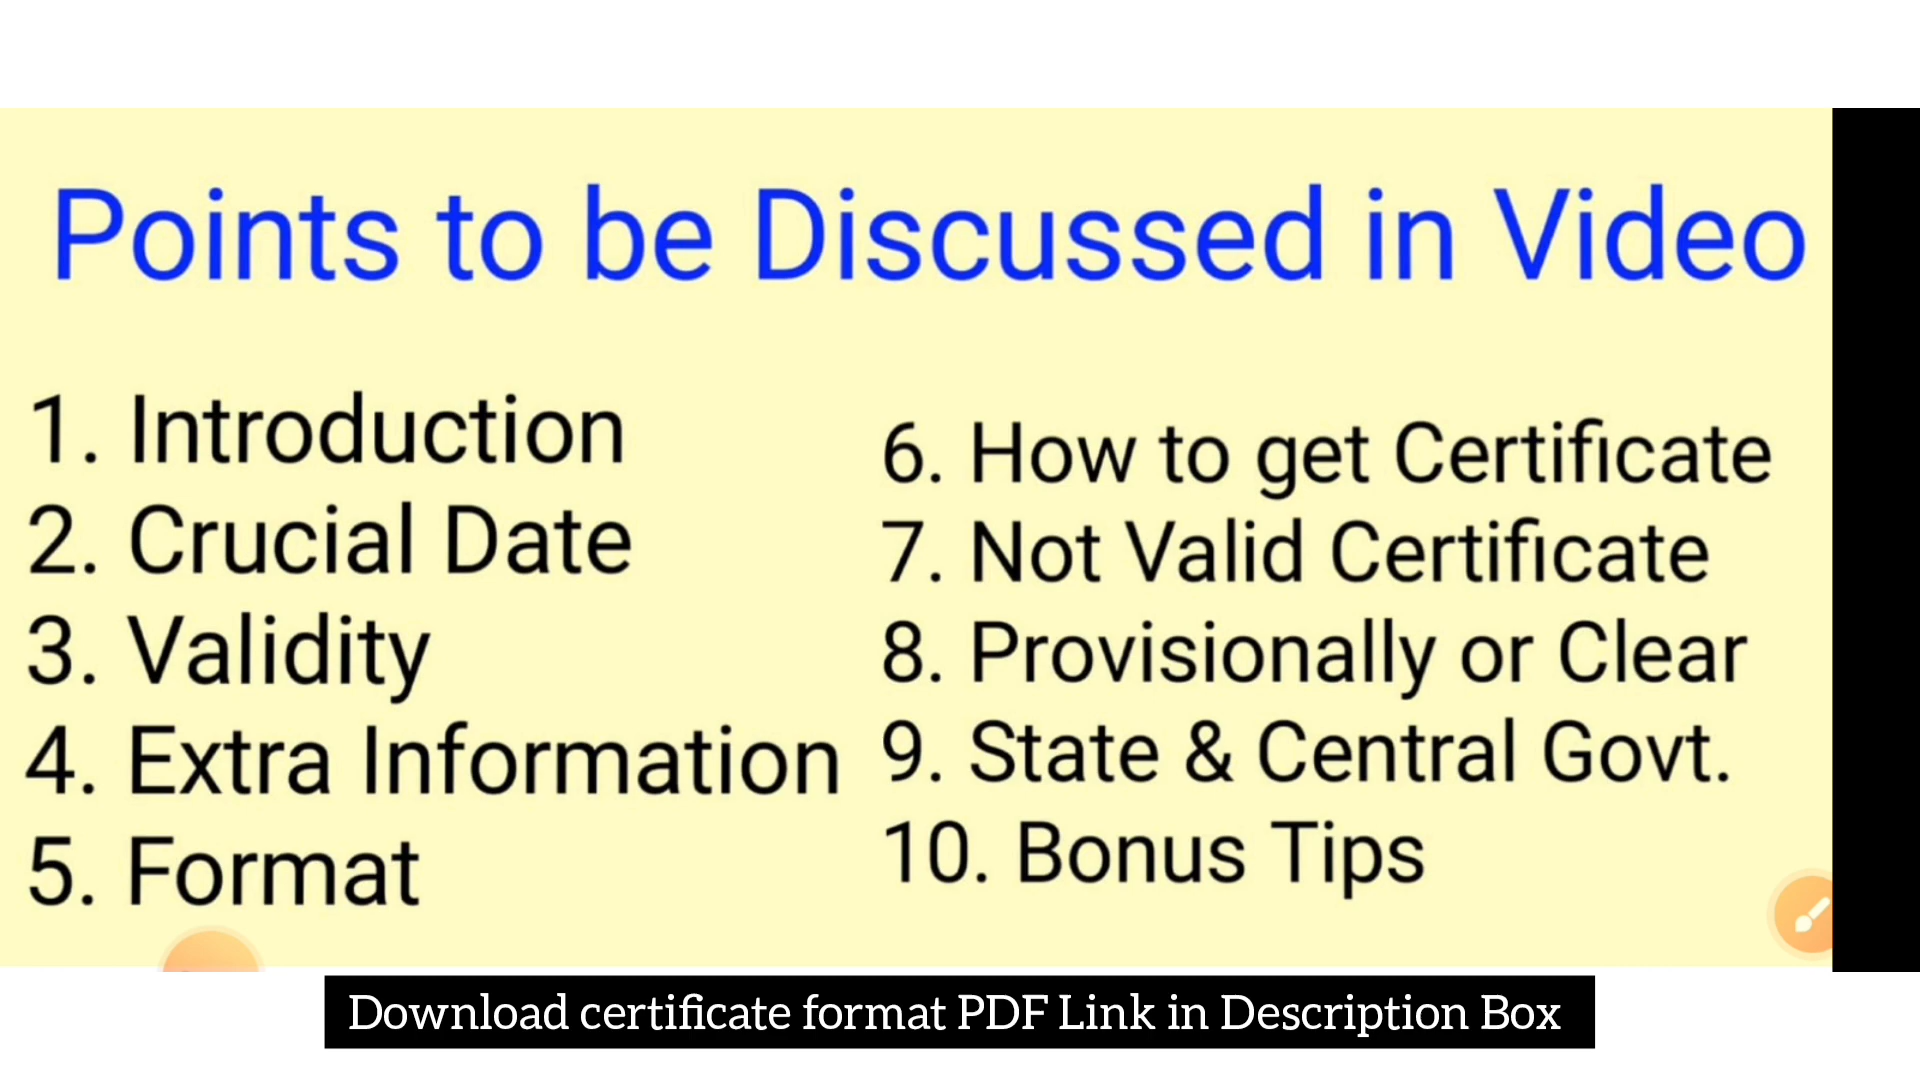 Points to be Discussed in Video
1. Introduction
2. Crucial Date
3. Validity
4. Extra Information
5. Format
6. How to get Certificate
7. Not Valid Certificate
8. Provisionally or Clear
9. State & Central Govt.
10. Bonus Tips
Download certificate format PDF Link in Description Box